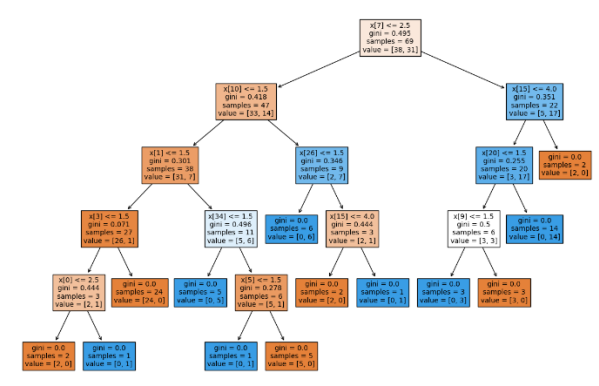 x[7] <= 2.5
gini = 0.495
samples = 69
value = [38, 31]
x[10] <= 1.5
gini = 0.418
samples = 47
value = [33, 14]
x[15] <= 4.0
gini = 0.351
samples = 22
value = [5, 17]
x[1] <= 1.5
gini = 0.301
samples = 38
value = [31, 7]
x[26] <= 1.5
gini = 0.346
samples = 9
value = [2, 7]
x[20] <= 1.5
gini = 0.255
samples = 20
value = [3, 17]
gini = 0.0
samples = 2
value = [2, 0]
x[3] <= 1.5
gini = 0.071
samples = 27
value = [26, 1]
x[34] <= 1.5
gini = 0.496
samples = 11
value = [5, 6]
gini = 0.0
samples = 6
value = [0, 6]
x[15] <= 4.0
gini = 0.444
samples = 3
value = [2, 1]
x[9] <= 1.5
gini = 0.5
samples = 6
value = [3, 3]
gini = 0.0
samples = 14
value = [0, 14]
x[0] <= 2.5
gini = 0.444
samples = 3
value = [2, 1]
gini = 0.0
samples = 24
value = [24, 0]
gini = 0.0
samples = 5
value = [0, 5]
x[5] <= 1.5
gini = 0.278
samples = 6
value = [5, 1]
gini = 0.0
samples = 2
value = [2, 0]
gini = 0.0
samples = 1
value = [0, 1]
gini = 0.0
samples = 3
value = [0, 3]
gini = 0.0
samples = 3
value = [3, 0]
gini = 0.0
samples = 2
value = [2, 0]
gini = 0.0
samples = 1
value = [0, 1]
gini = 0.0
samples = 1
value = [0, 1]
gini = 0.0
samples = 5
value = [5, 0]